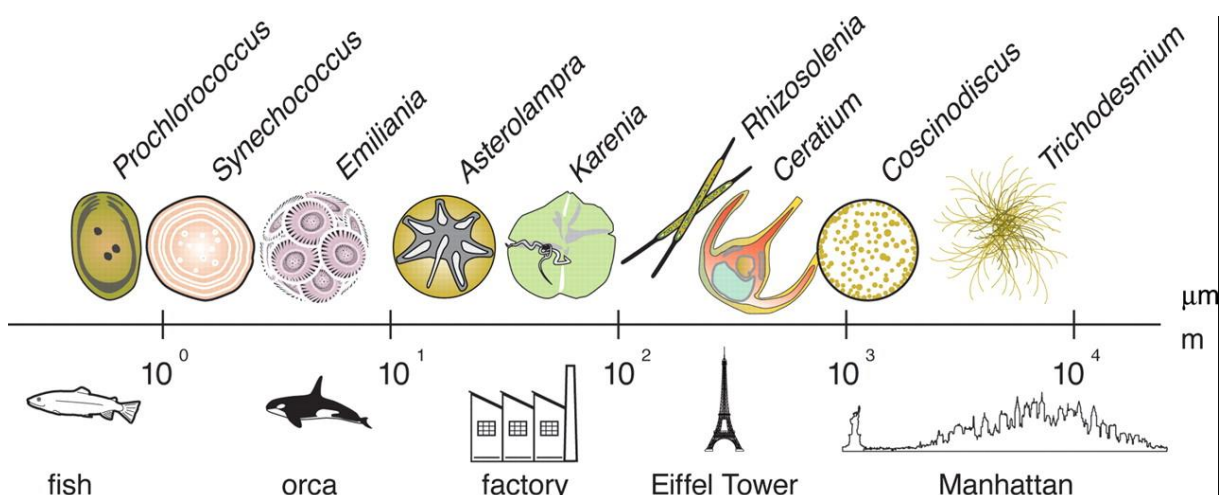 Prochlorococcus
Synechococcus
Emiliania
Asterolampra
Karenia
Rhizosolenia
Ceratium
Coscinodiscus
Trichodesmium
μm
m
10⁰ 10¹ 10² 10³ 10⁴
fish orca factory Eiffel Tower Manhattan